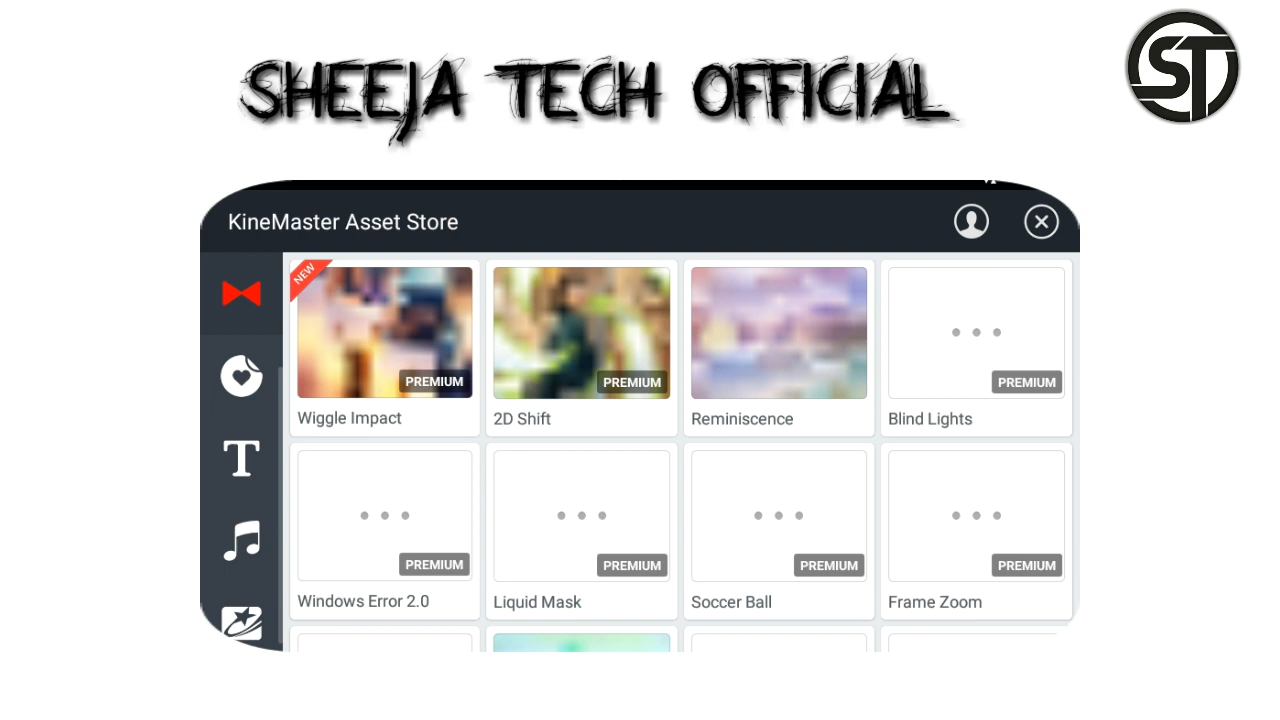 SHEEJA TECH OFFICIAL
ST
KineMaster Asset Store
NEW
PREMIUM
PREMIUM
PREMIUM
Wiggle Impact
2D Shift
Reminiscence
Blind Lights
T
PREMIUM
PREMIUM
PREMIUM
PREMIUM
Windows Error 2.0
Liquid Mask
Soccer Ball
Frame Zoom